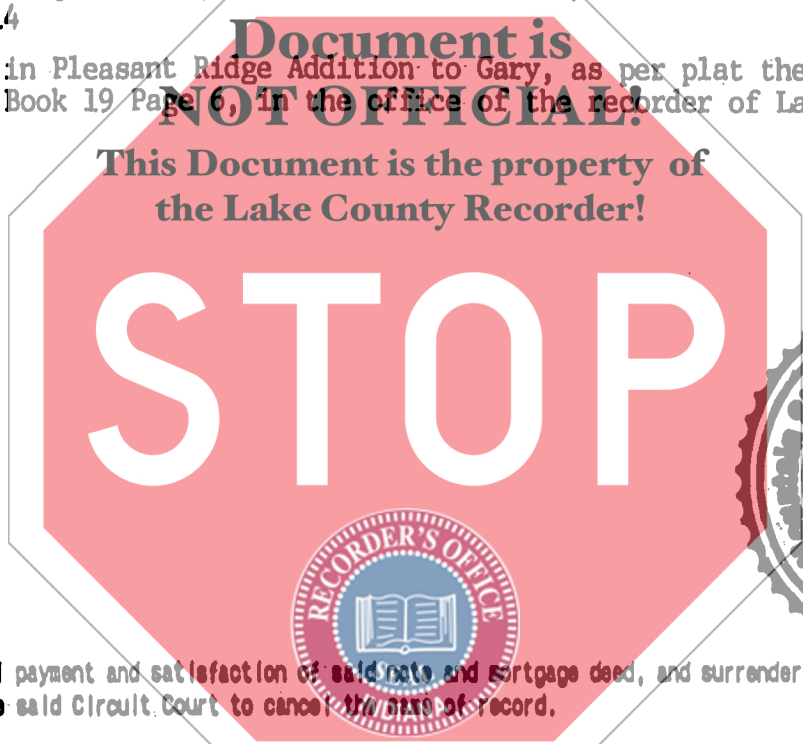 4
Document is
in Pleasant Ridge Addition to Gary, as per plat the
NOT OFFICIAL!
Book 19 Page 6, in the office of the recorder of La
This Document is the property of
the Lake County Recorder!
STOP
RECORDER'S OFFICE
INDIANA
payment and satisfaction of said note and mortgage deed, and surrender
said Circuit Court to cancel the same of record.